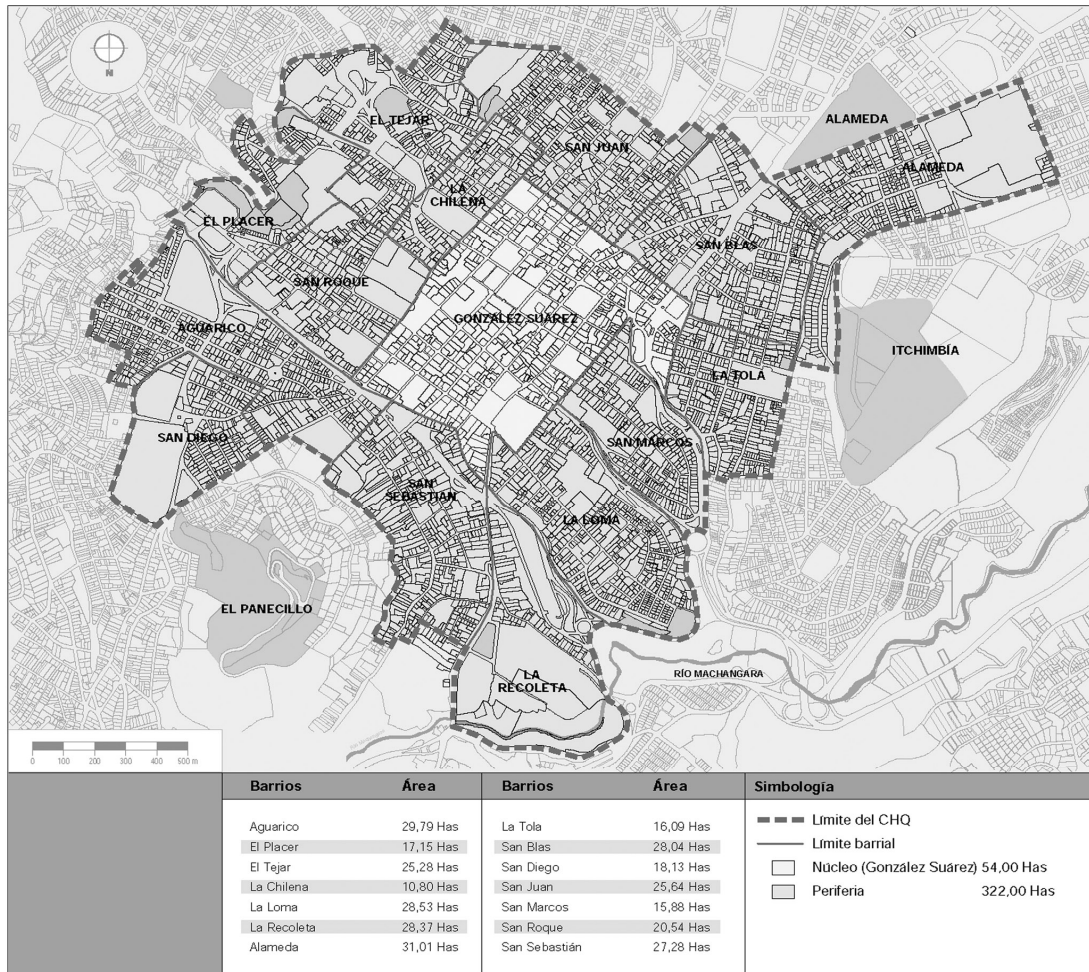 N
ALAMEDA
EL TEJAR
SAN JUAN
ALAMEDA
LA
CHILENA
EL PLACER
SAN BLAS
SAN ROQUE
GONZÁLEZ SUÁREZ
AGUARICO
ITCHIMBÍA
LA TOLA
SAN DIEGO
SAN MARCOS
SAN
SEBASTIÁN
LA LOMA
EL PANECILLO
LA
RECOLETA
RÍO MACHANGARA
0 100 200 300 400 500 m
Barrios Área Barrios Área Simbología
Aguarico 29,79 Has La Tola 16,09 Has Límite del CHQ
El Placer 17,15 Has San Blas 28,04 Has Límite barrial
El Tejar 25,28 Has San Diego 18,13 Has Núcleo (González Suárez) 54,00 Has
La Chilena 10,80 Has San Juan 25,64 Has Periferia 322,00 Has
La Loma 28,53 Has San Marcos 15,88 Has
La Recoleta 28,37 Has San Roque 20,54 Has
Alameda 31,01 Has San Sebastián 27,28 Has